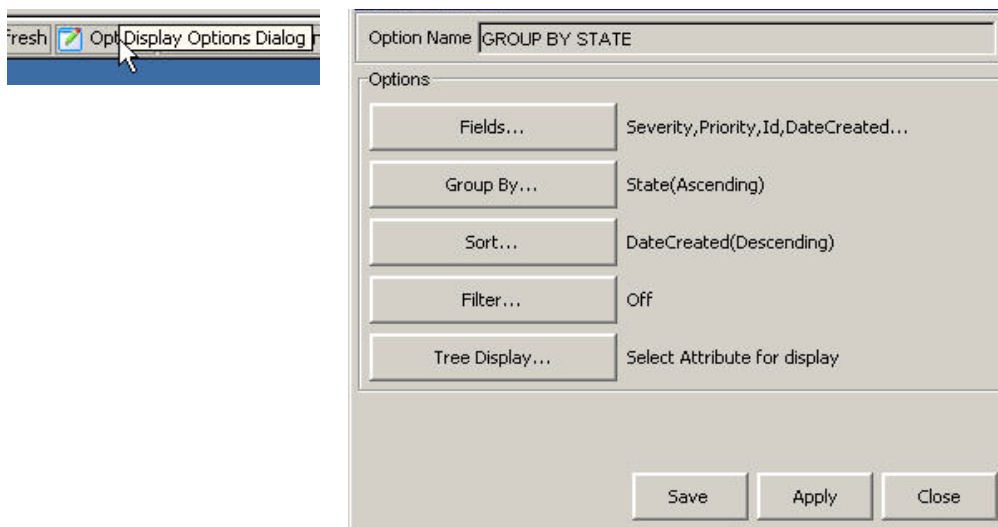 fresh Opt Display Options Dialog
Option Name GROUP BY STATE
Options
Fields... Severity,Priority,Id,DateCreated...
Group By... State(Ascending)
Sort... DateCreated(Descending)
Filter... Off
Tree Display... Select Attribute for display
Save Apply Close